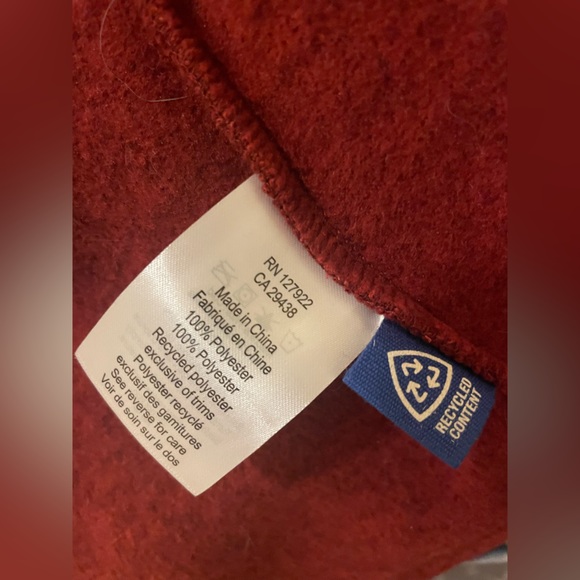 RN 127922
CA 29438
Made in China
Fabriqué en Chine
100% Polyester
100% Polyester
Recycled polyester
exclusive of trims
Polyester recyclé
exclusif des garnitures
See reverse for care
Voir de soin sur le dos
RECYCLED
CONTENT